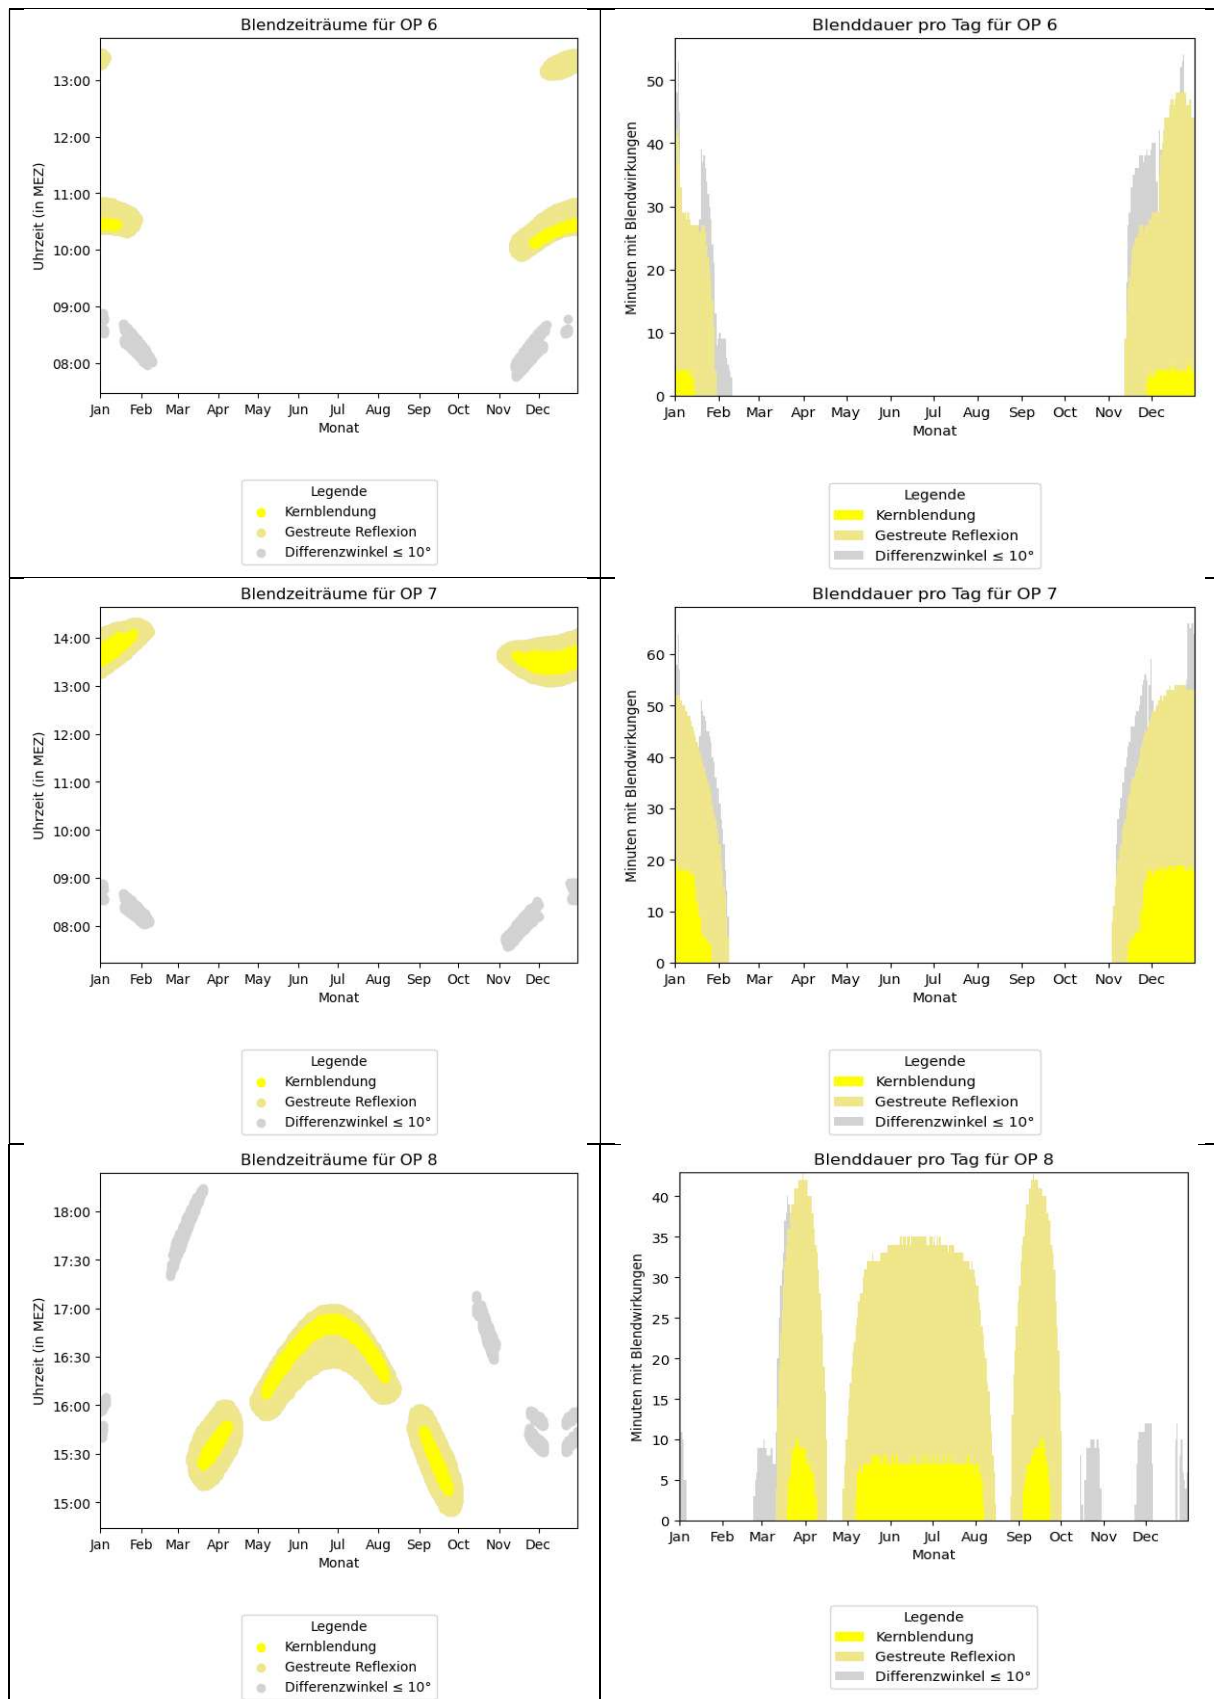 Blendzeiträume für OP 6
Uhrzeit (in MEZ)
13:00
12:00
11:00
10:00
09:00
08:00
Jan Feb Mar Apr May Jun Jul Aug Sep Oct Nov Dec
Monat
Legende
Kernblendung
Gestreute Reflexion
Differenzwinkel ≤ 10°
Blenddauer pro Tag für OP 6
Minuten mit Blendwirkungen
50
40
30
20
10
0
Jan Feb Mar Apr May Jun Jul Aug Sep Oct Nov Dec
Monat
Legende
Kernblendung
Gestreute Reflexion
Differenzwinkel ≤ 10°
Blendzeiträume für OP 7
Uhrzeit (in MEZ)
14:00
13:00
12:00
11:00
10:00
09:00
08:00
Jan Feb Mar Apr May Jun Jul Aug Sep Oct Nov Dec
Monat
Legende
Kernblendung
Gestreute Reflexion
Differenzwinkel ≤ 10°
Blenddauer pro Tag für OP 7
Minuten mit Blendwirkungen
60
50
40
30
20
10
0
Jan Feb Mar Apr May Jun Jul Aug Sep Oct Nov Dec
Monat
Legende
Kernblendung
Gestreute Reflexion
Differenzwinkel ≤ 10°
Blendzeiträume für OP 8
Uhrzeit (in MEZ)
18:00
17:30
17:00
16:30
16:00
15:30
15:00
Jan Feb Mar Apr May Jun Jul Aug Sep Oct Nov Dec
Monat
Legende
Kernblendung
Gestreute Reflexion
Differenzwinkel ≤ 10°
Blenddauer pro Tag für OP 8
Minuten mit Blendwirkungen
40
35
30
25
20
15
10
5
0
Jan Feb Mar Apr May Jun Jul Aug Sep Oct Nov Dec
Monat
Legende
Kernblendung
Gestreute Reflexion
Differenzwinkel ≤ 10°